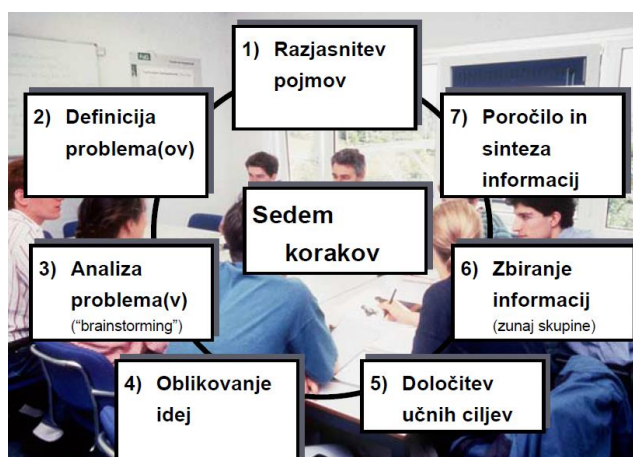 Sedem
korakov
1) Razjasnitev
pojmov
2) Definicija
problema(ov)
3) Analiza
problema(v)
("brainstorming")
4) Oblikovanje
idej
5) Določitev
učnih ciljev
6) Zbiranje
informacij
(zunaj skupine)
7) Poročilo in
sinteza
informacij